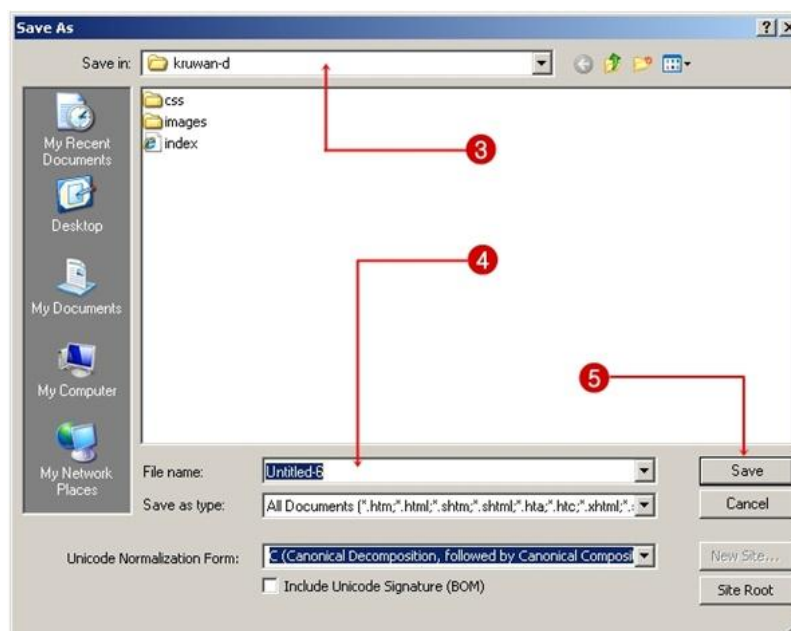 Save As
Save in: kruwan-d
3
css
images
index
My Recent
Documents
Desktop
My Documents
My Computer
My Network
Places
4
5
File name: Untitled-6
Save
Save as type: All Documents (*.htm;*.html;*.shtm;*.shtml;*.hta;*.htc;*.xhtml;*.
Cancel
Unicode Normalization Form: C (Canonical Decomposition, followed by Canonical Composit
New Site...
Include Unicode Signature (BOM)
Site Root